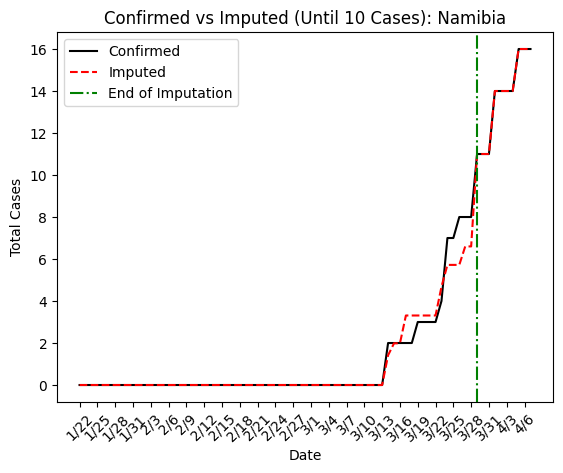 Confirmed vs Imputed (Until 10 Cases): Namibia
Confirmed
Imputed
End of Imputation
Total Cases
16
14
12
10
8
6
4
2
0
1/22 1/25 1/28 1/31 2/3 2/6 2/9 2/12 2/15 2/18 2/21 2/24 2/27 3/1 3/4 3/7 3/10 3/13 3/16 3/19 3/22 3/25 3/28 3/31 4/3 4/6
Date